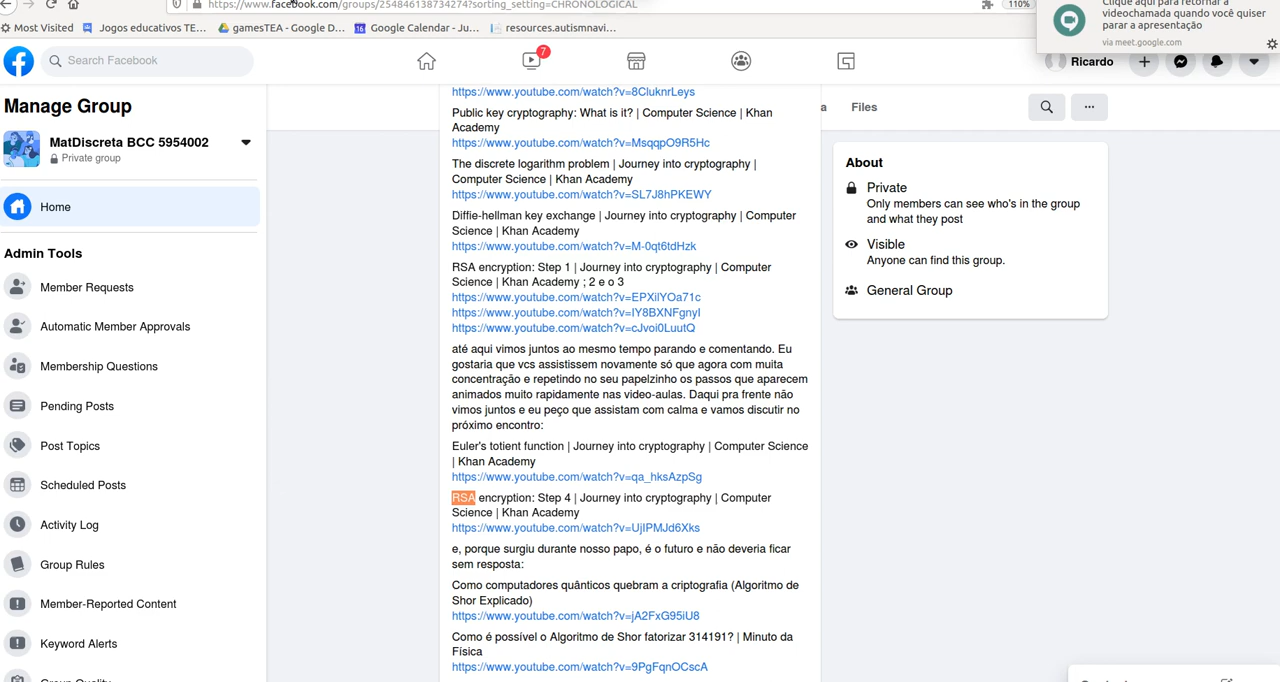 https://www.facebook.com/groups/254846138734274?sorting_setting=CHRONOLOGICAL
110%
Clique aqui para retornar à
videochamada quando você quiser
parar a apresentação
via meet.google.com
Most Visited
Jogos educativos TE...
gamesTEA - Google D...
Google Calendar - Ju...
resources.autismnavi...
Search Facebook
7
Ricardo
Manage Group
MatDiscreta BCC 5954002
Private group
Home
Admin Tools
Member Requests
Automatic Member Approvals
Membership Questions
Pending Posts
Post Topics
Scheduled Posts
Activity Log
Group Rules
Member-Reported Content
Keyword Alerts
Group Quality
https://www.youtube.com/watch?v=8CluknrLeys
Public key cryptography: What is it? | Computer Science | Khan
Academy
https://www.youtube.com/watch?v=MsqqpO9R5Hc
The discrete logarithm problem | Journey into cryptography |
Computer Science | Khan Academy
https://www.youtube.com/watch?v=SL7J8hPKEWY
Diffie-hellman key exchange | Journey into cryptography | Computer
Science | Khan Academy
https://www.youtube.com/watch?v=M-0qt6tdHzk
RSA encryption: Step 1 | Journey into cryptography | Computer
Science | Khan Academy ; 2 e o 3
https://www.youtube.com/watch?v=EPXilYOa71c
https://www.youtube.com/watch?v=IY8BXNFgnyI
https://www.youtube.com/watch?v=cJvoi0LuutQ
até aqui vimos juntos ao mesmo tempo parando e comentando. Eu
gostaria que vcs assistissem novamente só que agora com muita
concentração e repetindo no seu papelzinho os passos que aparecem
animados muito rapidamente nas video-aulas. Daqui pra frente não
vimos juntos e eu peço que assistam com calma e vamos discutir no
próximo encontro:
Euler's totient function | Journey into cryptography | Computer Science
| Khan Academy
https://www.youtube.com/watch?v=qa_hksAzpSg
RSA encryption: Step 4 | Journey into cryptography | Computer
Science | Khan Academy
https://www.youtube.com/watch?v=UjIPMJd6Xks
e, porque surgiu durante nosso papo, é o futuro e não deveria ficar
sem resposta:
Como computadores quânticos quebram a criptografia (Algoritmo de
Shor Explicado)
https://www.youtube.com/watch?v=jA2FxG95iU8
Como é possível o Algoritmo de Shor fatorizar 314191? | Minuto da
Física
https://www.youtube.com/watch?v=9PgFqnOCscA
a
Files
About
Private
Only members can see who's in the group
and what they post
Visible
Anyone can find this group.
General Group